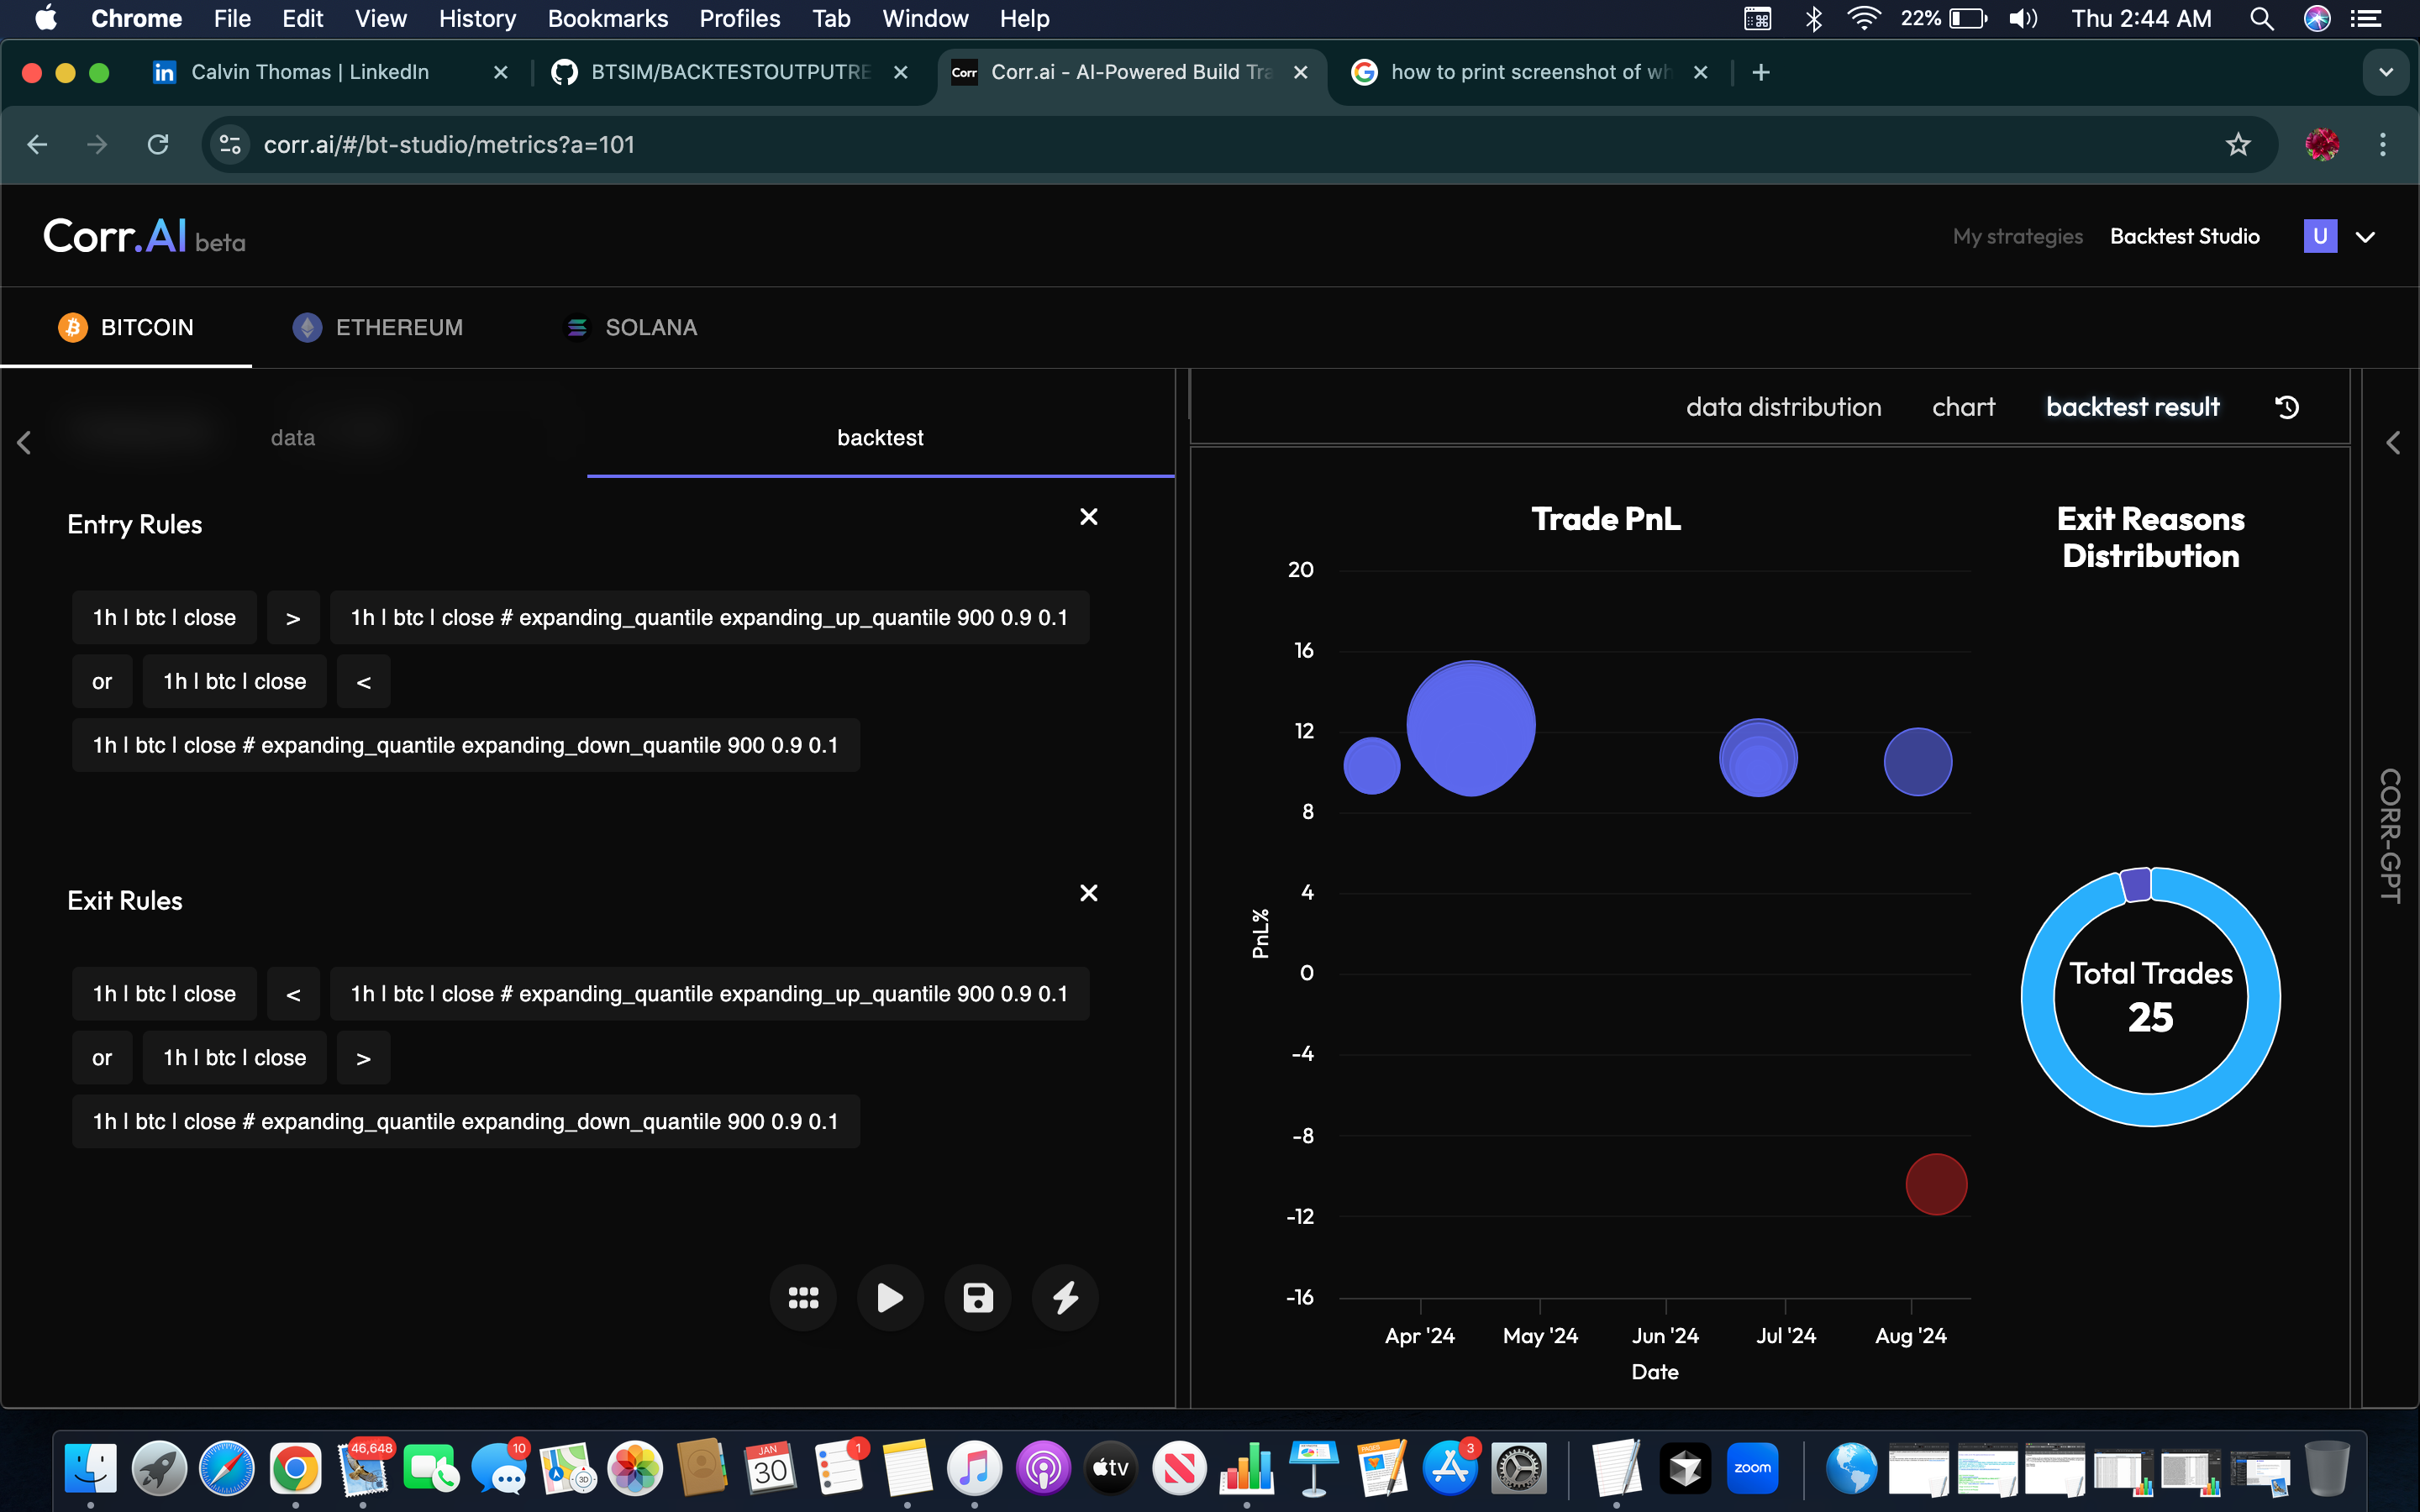 Chrome File Edit View History Bookmarks Profiles Tab Window Help 22% Thu 2:44 AM
Calvin Thomas | LinkedIn
BTSIM/BACKTESTOUTPUTRE
Corr Corr.ai - AI-Powered Build Tra
how to print screenshot of wh
corr.ai/#/bt-studio/metrics?a=101
Corr.AI beta
My strategies Backtest Studio U
BITCOIN ETHEREUM SOLANA
data backtest
data distribution chart backtest result
Entry Rules
1h | btc | close > 1h | btc | close # expanding_quantile expanding_up_quantile 900 0.9 0.1
or 1h | btc | close <
1h | btc | close # expanding_quantile expanding_down_quantile 900 0.9 0.1
Exit Rules
1h | btc | close < 1h | btc | close # expanding_quantile expanding_up_quantile 900 0.9 0.1
or 1h | btc | close >
1h | btc | close # expanding_quantile expanding_down_quantile 900 0.9 0.1
Trade PnL
20
16
12
8
4
0
-4
-8
-12
-16
PnL%
Apr '24 May '24 Jun '24 Jul '24 Aug '24
Date
Exit Reasons
Distribution
Total Trades
25
CORR-GPT
46,648
10
3D
JAN
30
1
tv
PAGES
3
zoom